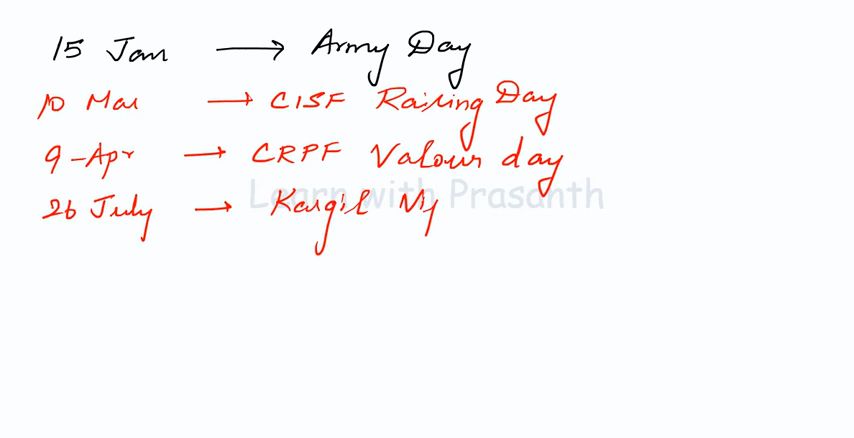 15 Jan → Army Day
10 Mar → CISF Raising Day
9-Apr → CRPF Valour day
Learn with Prasanth
26 July → Kargil Vij